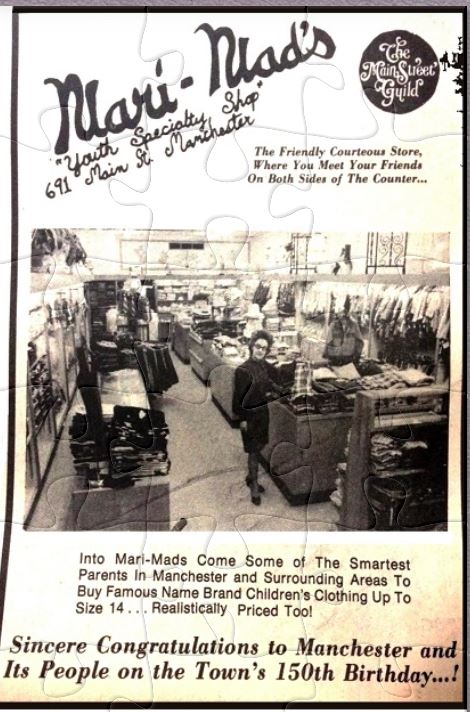 Mari-Mad's
"Youth Specialty Shop"
691 Main St. Manchester
The
Main Street
Guild
The Friendly Courteous Store,
Where You Meet Your Friends
On Both Sides of The Counter...
Into Mari-Mads Come Some of The Smartest
Parents In Manchester and Surrounding Areas To
Buy Famous Name Brand Children's Clothing Up To
Size 14 . . . Realistically Priced Too!
Sincere Congratulations to Manchester and
Its People on the Town's 150th Birthday...!